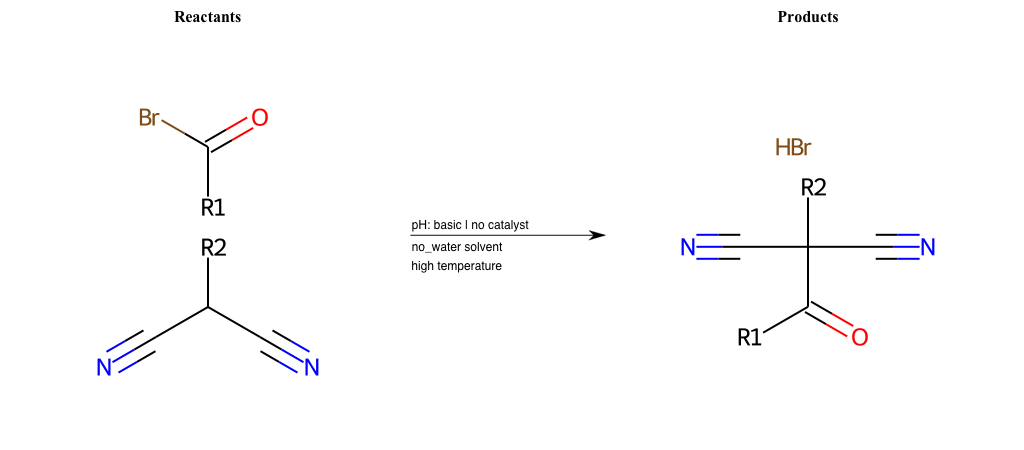 Reactants
Products
Br
O
R1
R2
N
N
pH: basic | no catalyst
no_water solvent
high temperature
HBr
R2
N
N
R1
O